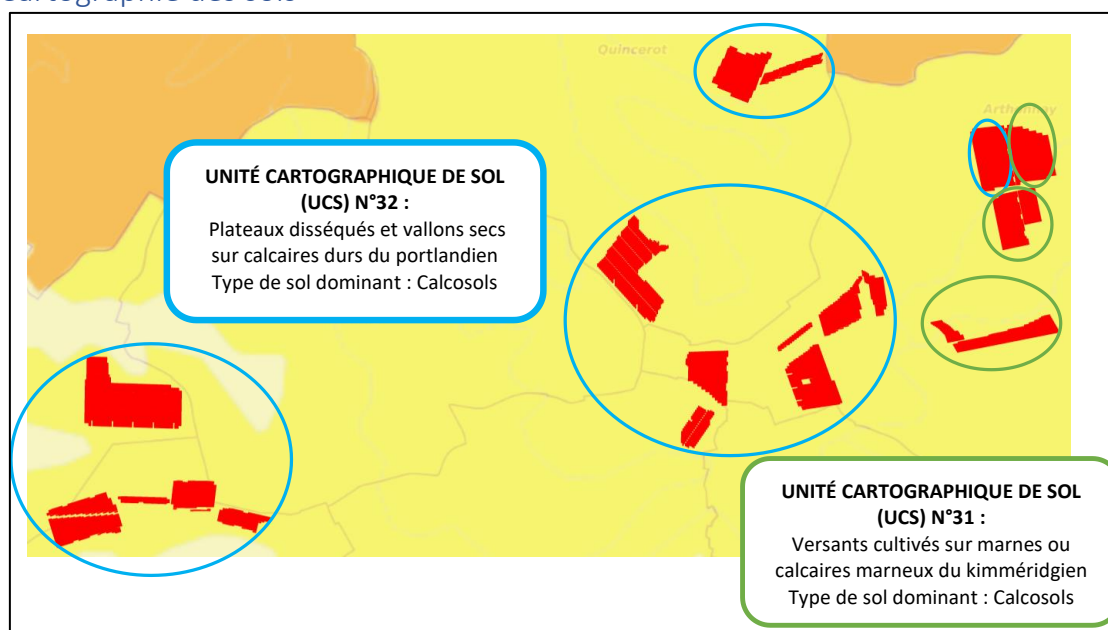 Cartographie des sols
Quincerot
Arthonnay
UNITÉ CARTOGRAPHIQUE DE SOL
(UCS) N°32 :
Plateaux disséqués et vallons secs
sur calcaires durs du portlandien
Type de sol dominant : Calcosols
UNITÉ CARTOGRAPHIQUE DE SOL
(UCS) N°31 :
Versants cultivés sur marnes ou
calcaires marneux du kimméridgien
Type de sol dominant : Calcosols